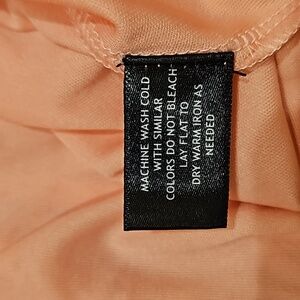 MACHINE WASH COLD
WITH SIMILAR
COLORS DO NOT BLEACH
LAY FLAT TO
DRY WARM IRON AS
NEEDED